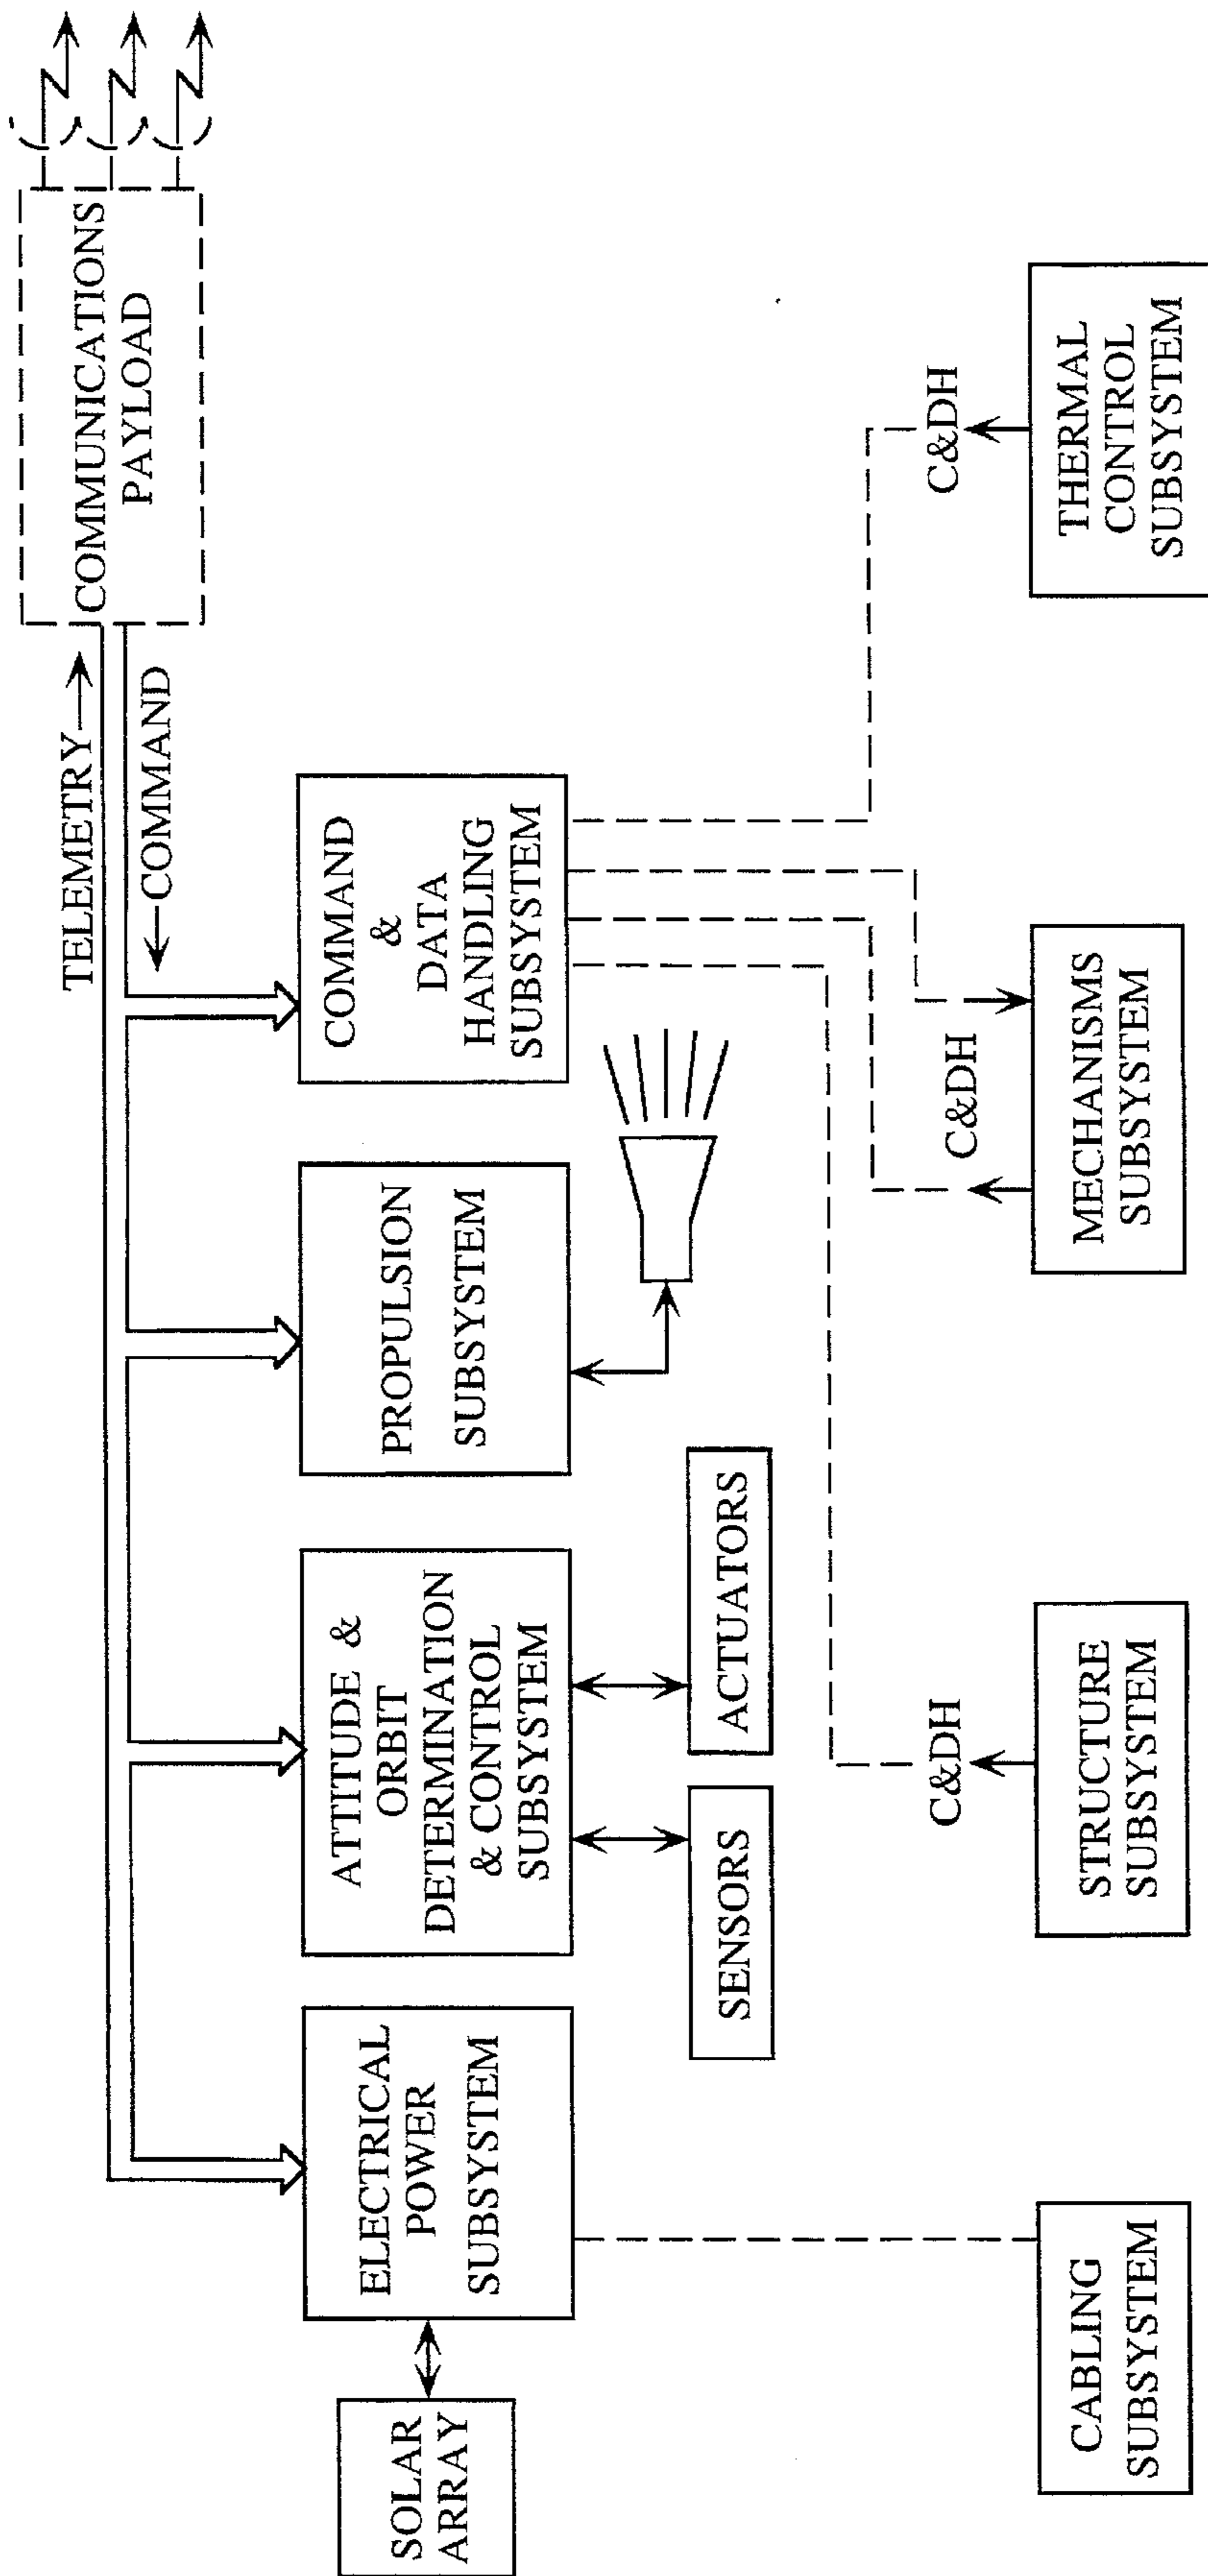 COMMUNICATIONS
PAYLOAD
TELEMETRY
COMMAND
SOLAR
ARRAY
ELECTRICAL
POWER
SUBSYSTEM
ATTITUDE &
ORBIT
DETERMINATION
& CONTROL
SUBSYSTEM
PROPULSION
SUBSYSTEM
COMMAND
&
DATA
HANDLING
SUBSYSTEM
SENSORS
ACTUATORS
C&DH
C&DH
C&DH
CABLING
SUBSYSTEM
STRUCTURE
SUBSYSTEM
MECHANISMS
SUBSYSTEM
THERMAL
CONTROL
SUBSYSTEM